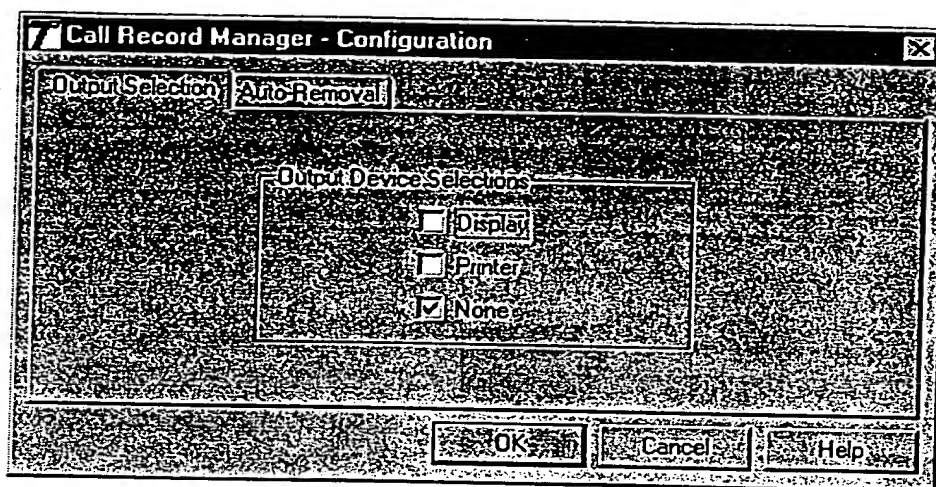 Call Record Manager - Configuration
Output Selection Auto-Removal
Output Device Selections
Display
Printer
None
OK Cancel Help